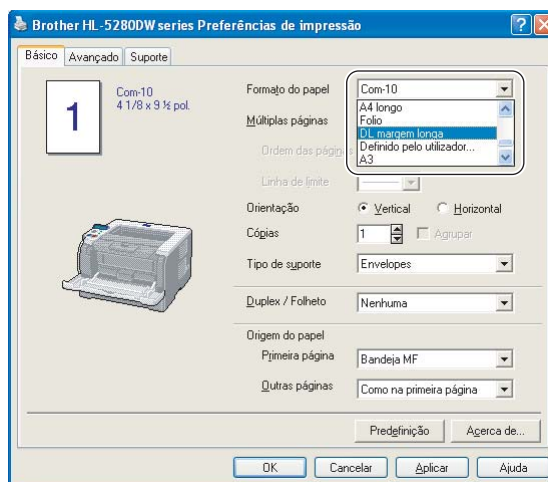 Brother HL-5280DW series Preferências de impressão
Básico Avançado Suporte
1
Com-10
4 1/8 x 9 ½ pol.
Formato do papel Com-10
A4 longo
Folio
DL margem longa
Definido pelo utilizador...
A3
Múltiplas páginas
Ordem das págin
Linha de limite
Orientação Vertical Horizontal
Cópias 1 Agrupar
Tipo de suporte Envelopes
Duplex / Folheto Nenhuma
Origem do papel
Primeira página Bandeja MF
Outras páginas Como na primeira página
Predefinição Acerca de...
OK Cancelar Aplicar Ajuda